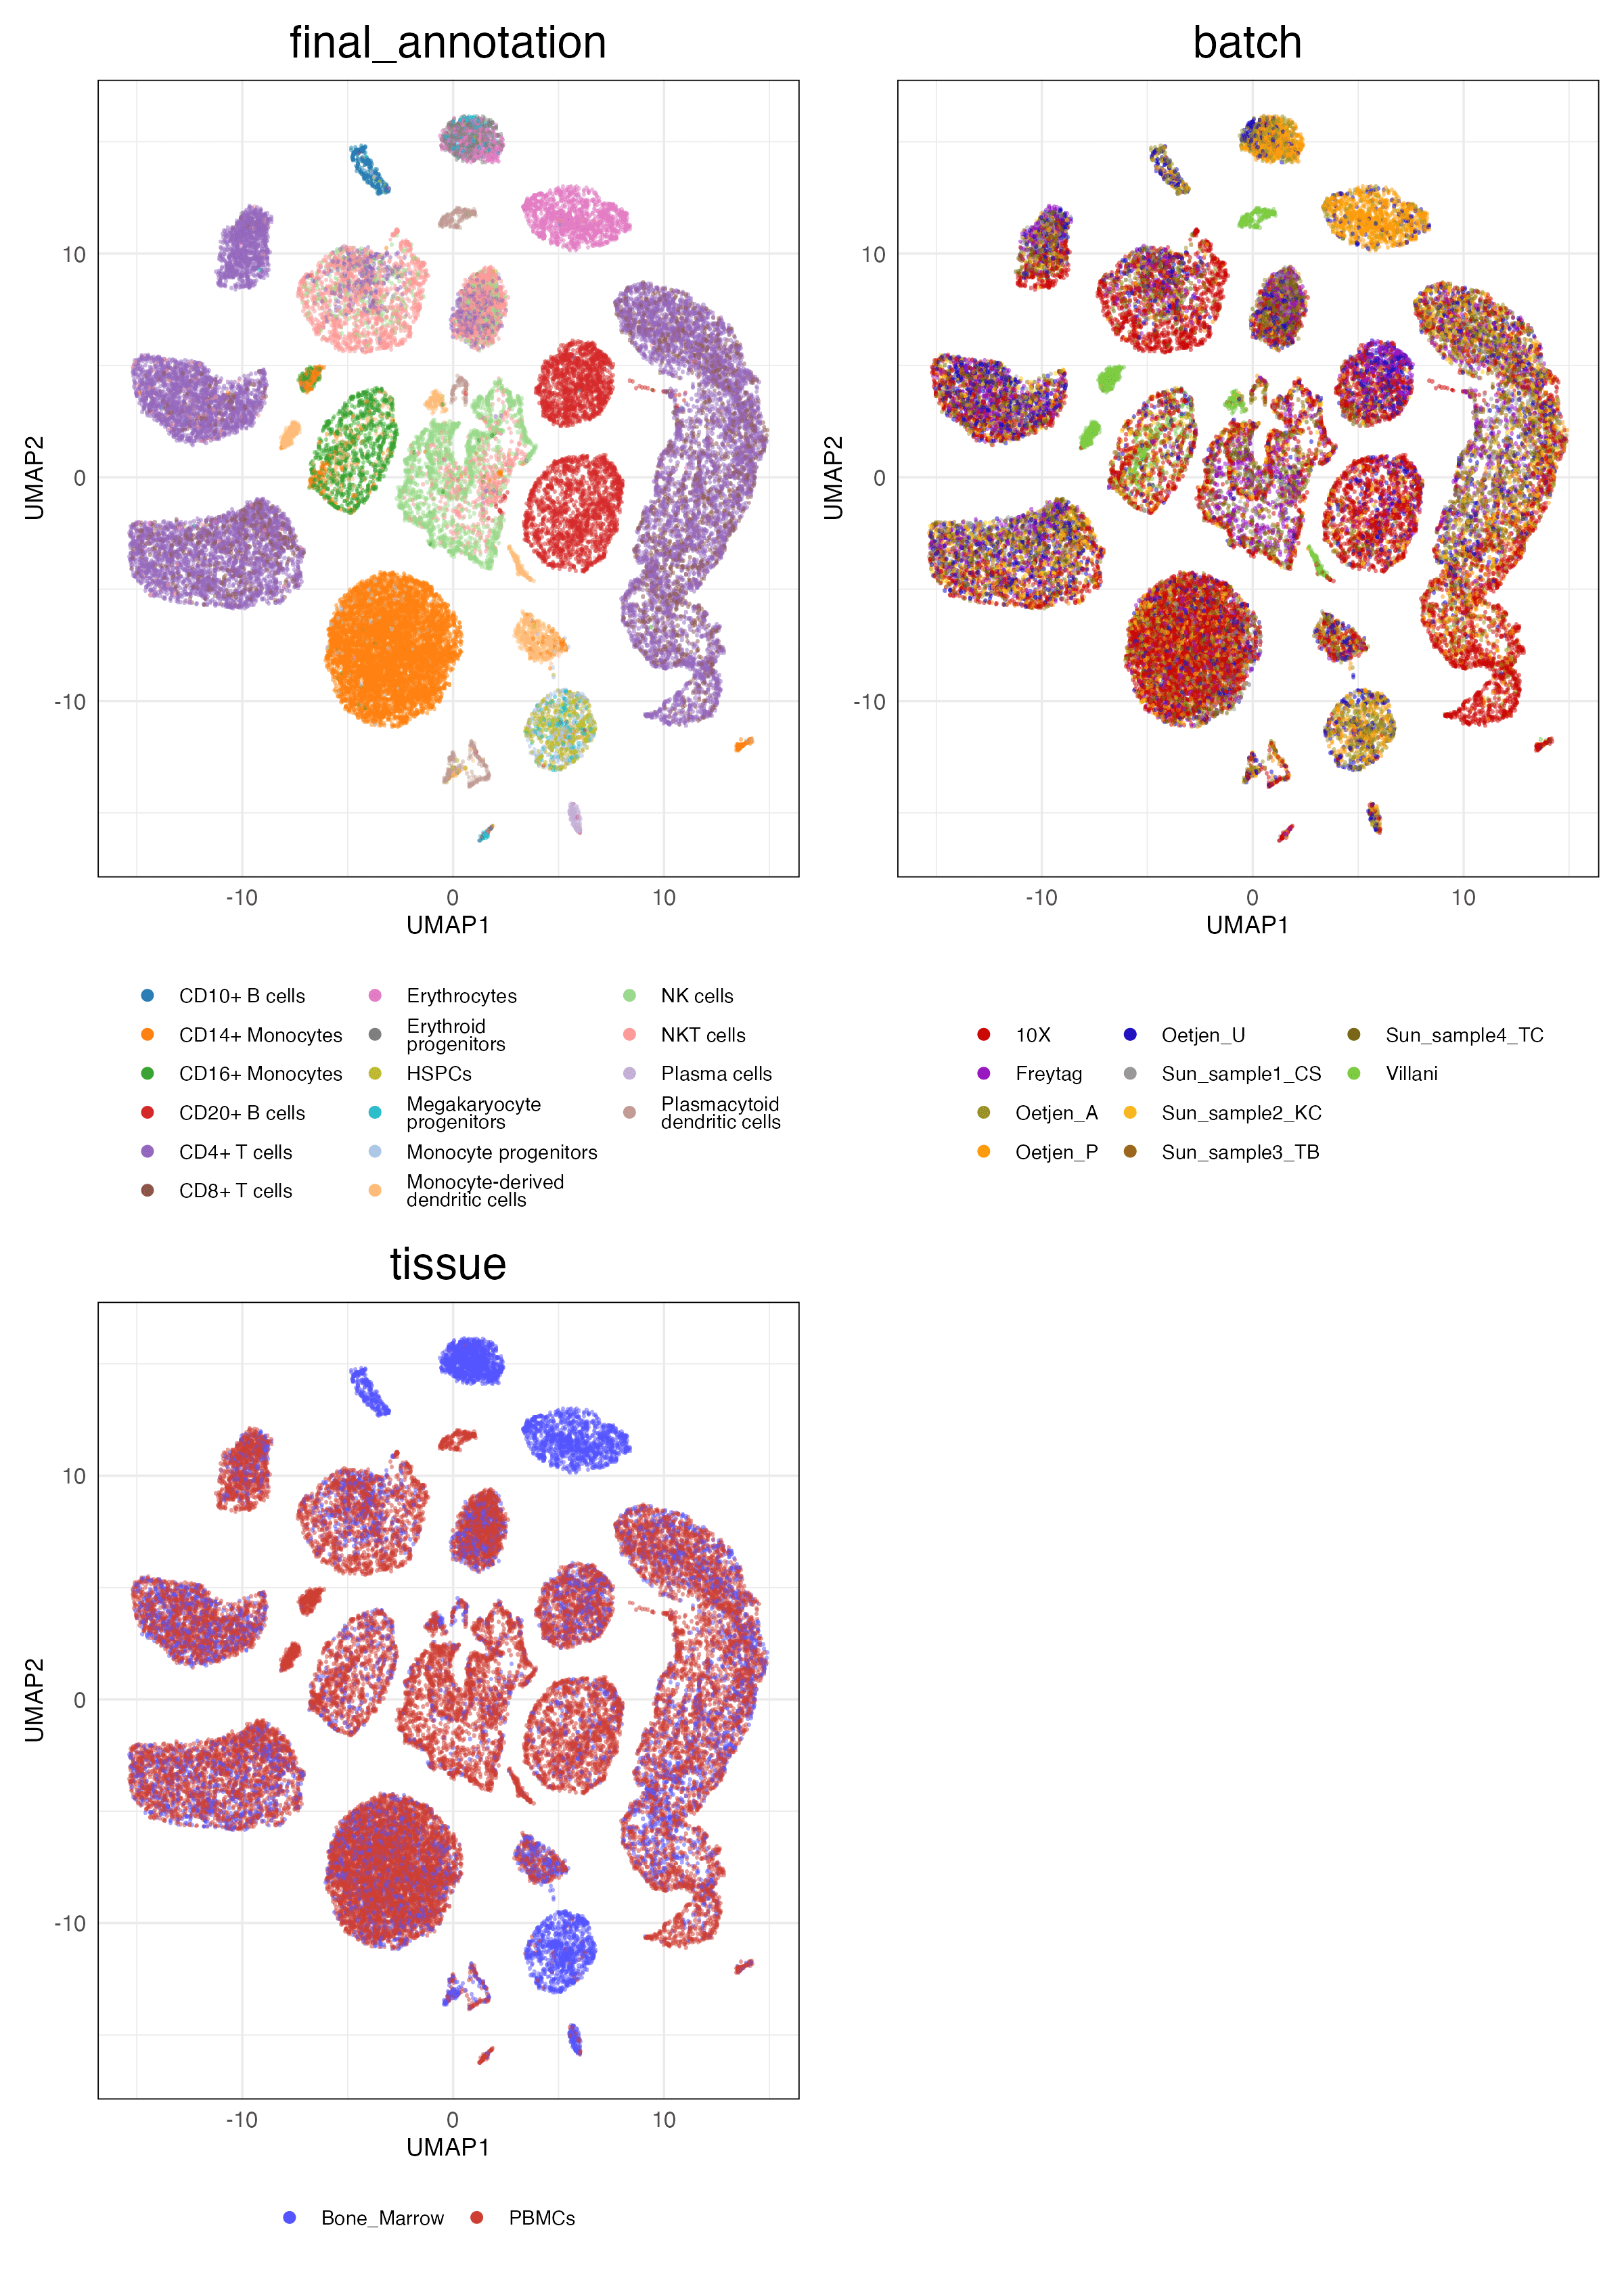 final_annotation
batch
10
0
-10
UMAP2
-10
0
10
UMAP1
10
0
-10
UMAP2
-10
0
10
UMAP1
CD10+ B cells
CD14+ Monocytes
CD16+ Monocytes
CD20+ B cells
CD4+ T cells
CD8+ T cells
Erythrocytes
Erythroid
progenitors
HSPCs
Megakaryocyte
progenitors
Monocyte progenitors
Monocyte-derived
dendritic cells
NK cells
NKT cells
Plasma cells
Plasmacytoid
dendritic cells
10X
Freytag
Oetjen_A
Oetjen_P
Oetjen_U
Sun_sample1_CS
Sun_sample2_KC
Sun_sample3_TB
Sun_sample4_TC
Villani
tissue
10
0
-10
UMAP2
-10
0
10
UMAP1
Bone_Marrow
PBMCs